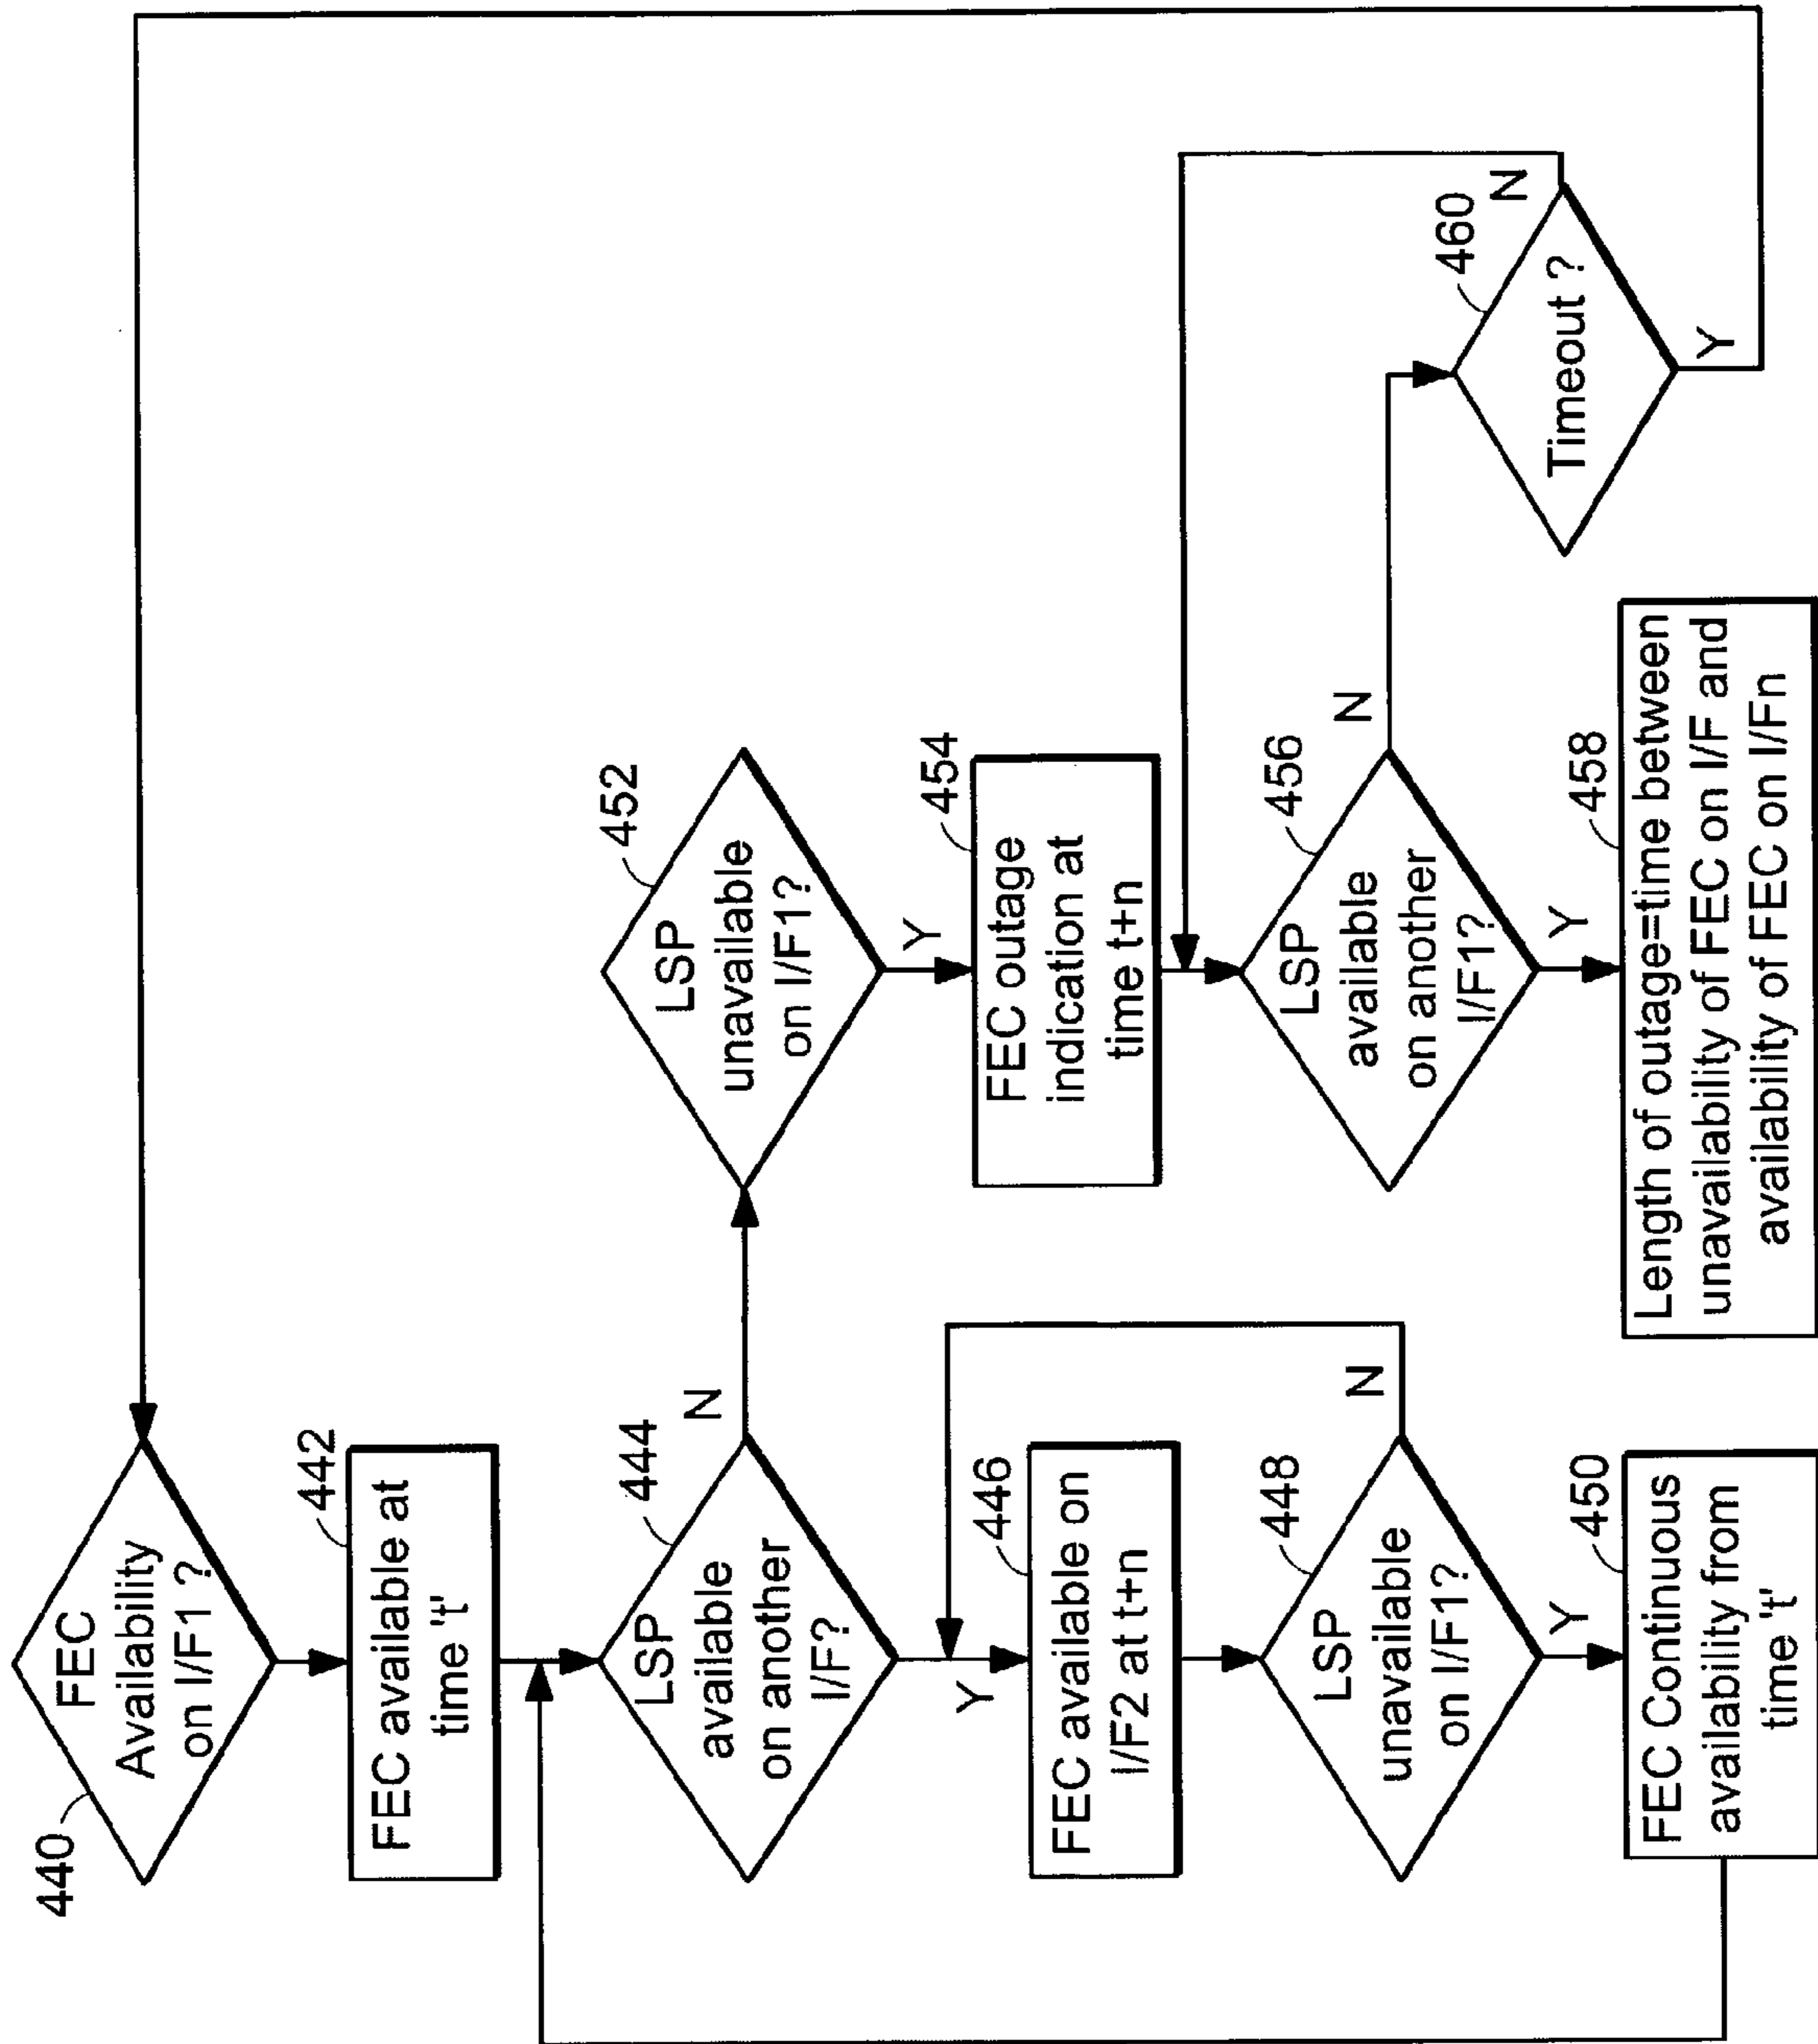 440
FEC
Availability
on I/F1 ?
442
FEC available at
time 't'
444
LSP
available
on another
I/F?
N
Y
446
FEC available on
I/F2 at t+n
448
LSP
unavailable
on I/F1?
N
Y
450
FEC Continuous
availability from
time 't'
452
LSP
unavailable
on I/F1?
Y
454
FEC outage
indication at
time t+n
456
LSP
available
on another
I/F1?
N
Y
458
Length of outage=time between
unavailability of FEC on I/F and
availability of FEC on I/Fn
460
Timeout ?
N
Y